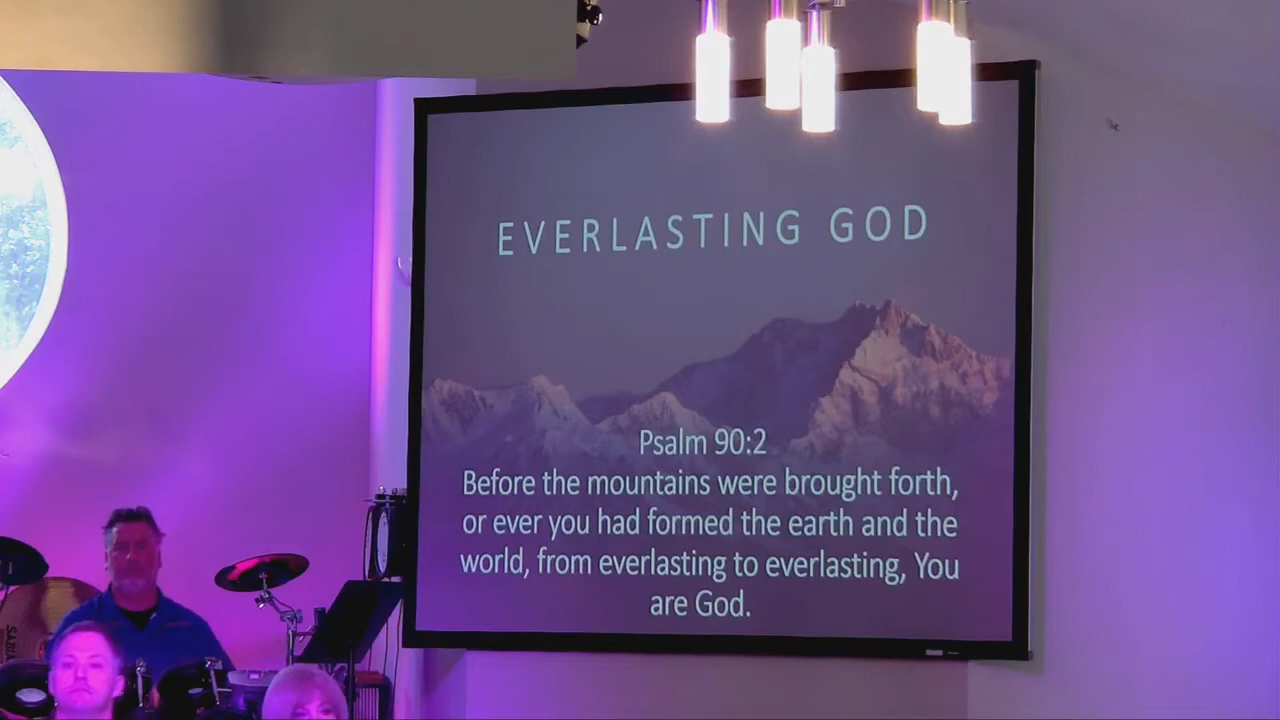 EVERLASTING GOD
Psalm 90:2
Before the mountains were brought forth,
or ever you had formed the earth and the
world, from everlasting to everlasting, You
are God.
SABIA